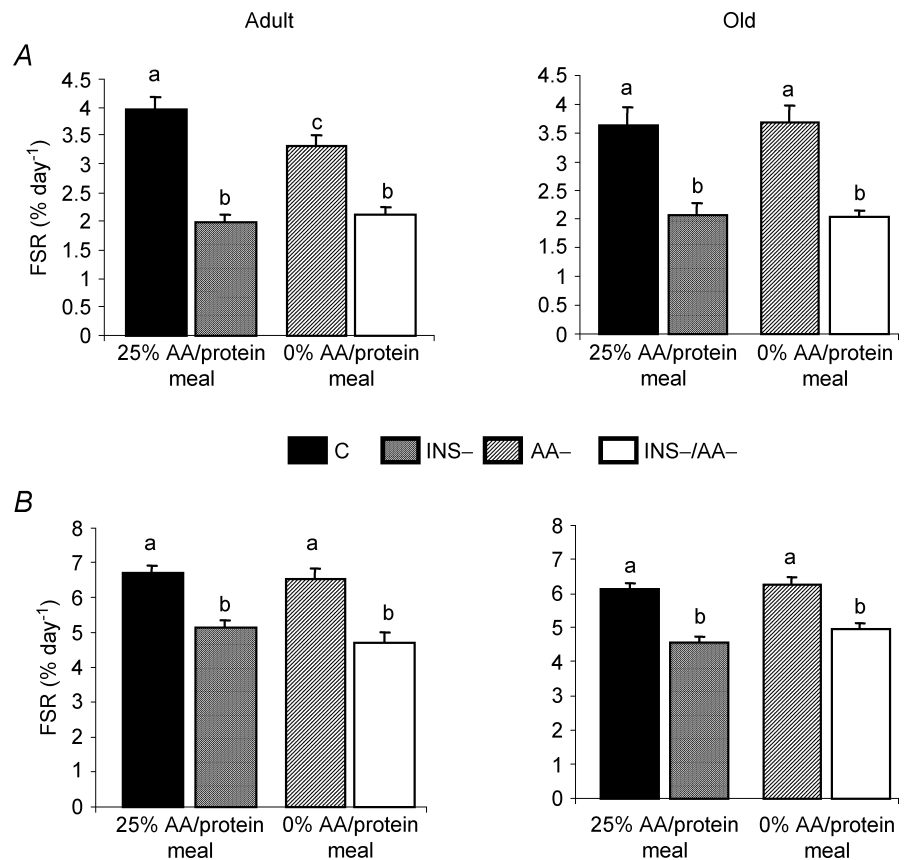 Adult
Old
A
FSR (% day-1)
4.5
4
3.5
3
2.5
2
1.5
1
0.5
0
a
b
c
b
25% AA/protein meal
0% AA/protein meal
4.5
4
3.5
3
2.5
2
1.5
1
0.5
0
a
b
a
b
25% AA/protein meal
0% AA/protein meal
C
INS–
AA–
INS–/AA–
B
FSR (% day-1)
8
7
6
5
4
3
2
1
0
a
b
a
b
25% AA/protein meal
0% AA/protein meal
8
7
6
5
4
3
2
1
0
a
b
a
b
25% AA/protein meal
0% AA/protein meal